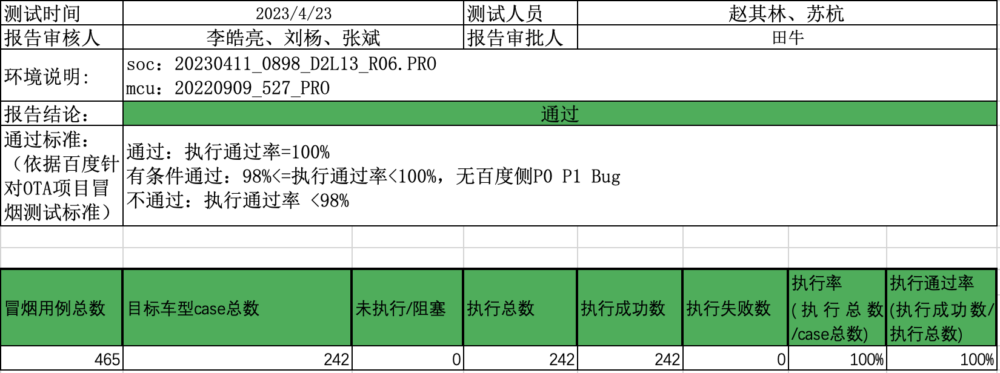 测试时间 2023/4/23 测试人员 赵其林、苏杭
报告审核人 李皓亮、刘杨、张斌 报告审批人 田牛
环境说明:
soc: 20230411_0898_D2L13_R06.PRO
mcu: 20220909_527_PRO
报告结论: 通过
通过标准:
（依据百度针
对OTA项目冒
烟测试标准）
通过: 执行通过率=100%
有条件通过: 98%<=执行通过率<100%, 无百度侧P0 P1 Bug
不通过: 执行通过率 <98%
冒烟用例总数
目标车型case总数
未执行/阻塞
执行总数
执行成功数
执行失败数
执行率
(执行总数
/case总数)
执行通过率
(执行成功数/
执行总数)
465 242 0 242 242 0 100% 100%